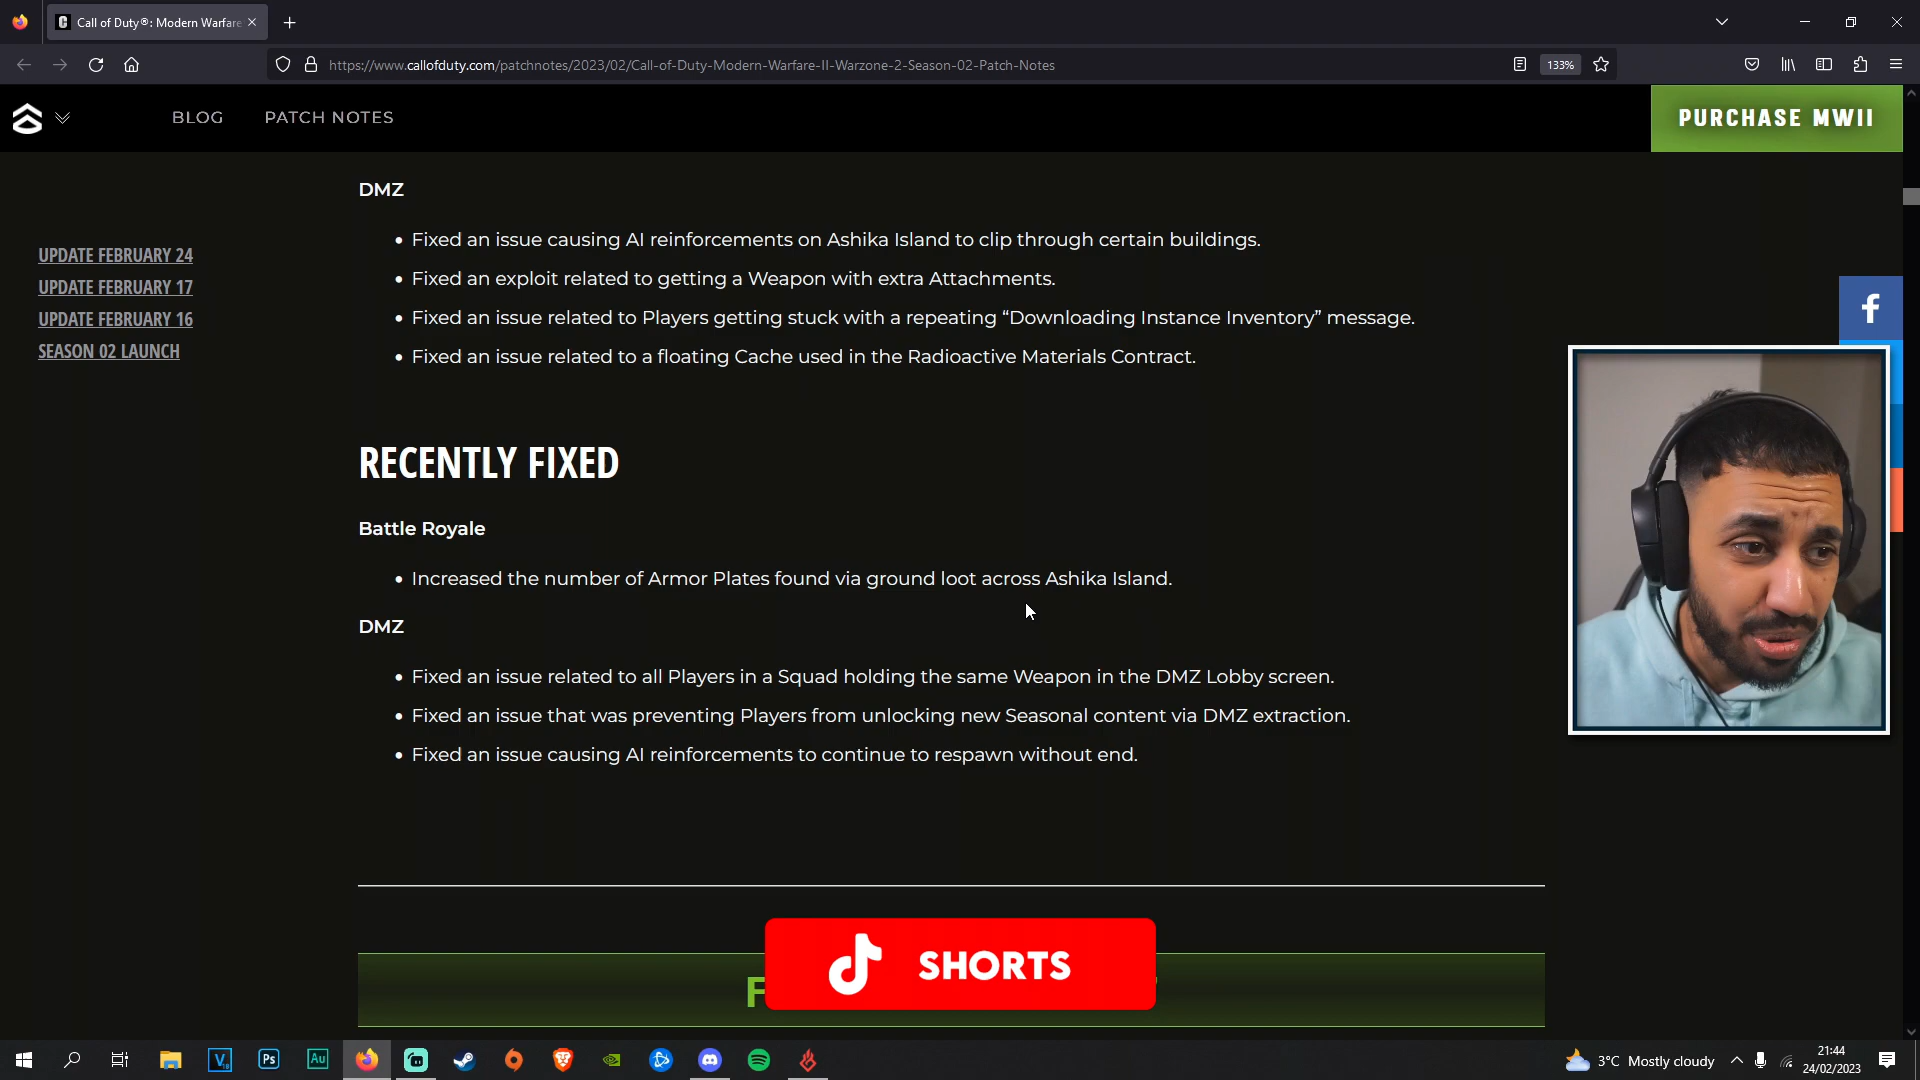 Call of Duty®: Modern Warfare
https://www.callofduty.com/patchnotes/2023/02/Call-of-Duty-Modern-Warfare-II-Warzone-2-Season-02-Patch-Notes
133%
BLOG
PATCH NOTES
PURCHASE MWII
UPDATE FEBRUARY 24
UPDATE FEBRUARY 17
UPDATE FEBRUARY 16
SEASON 02 LAUNCH
DMZ
• Fixed an issue causing AI reinforcements on Ashika Island to clip through certain buildings.
• Fixed an exploit related to getting a Weapon with extra Attachments.
• Fixed an issue related to Players getting stuck with a repeating “Downloading Instance Inventory” message.
• Fixed an issue related to a floating Cache used in the Radioactive Materials Contract.
RECENTLY FIXED
Battle Royale
• Increased the number of Armor Plates found via ground loot across Ashika Island.
DMZ
• Fixed an issue related to all Players in a Squad holding the same Weapon in the DMZ Lobby screen.
• Fixed an issue that was preventing Players from unlocking new Seasonal content via DMZ extraction.
• Fixed an issue causing AI reinforcements to continue to respawn without end.
SHORTS
Ps
Au
3°C Mostly cloudy
21:44
24/02/2023